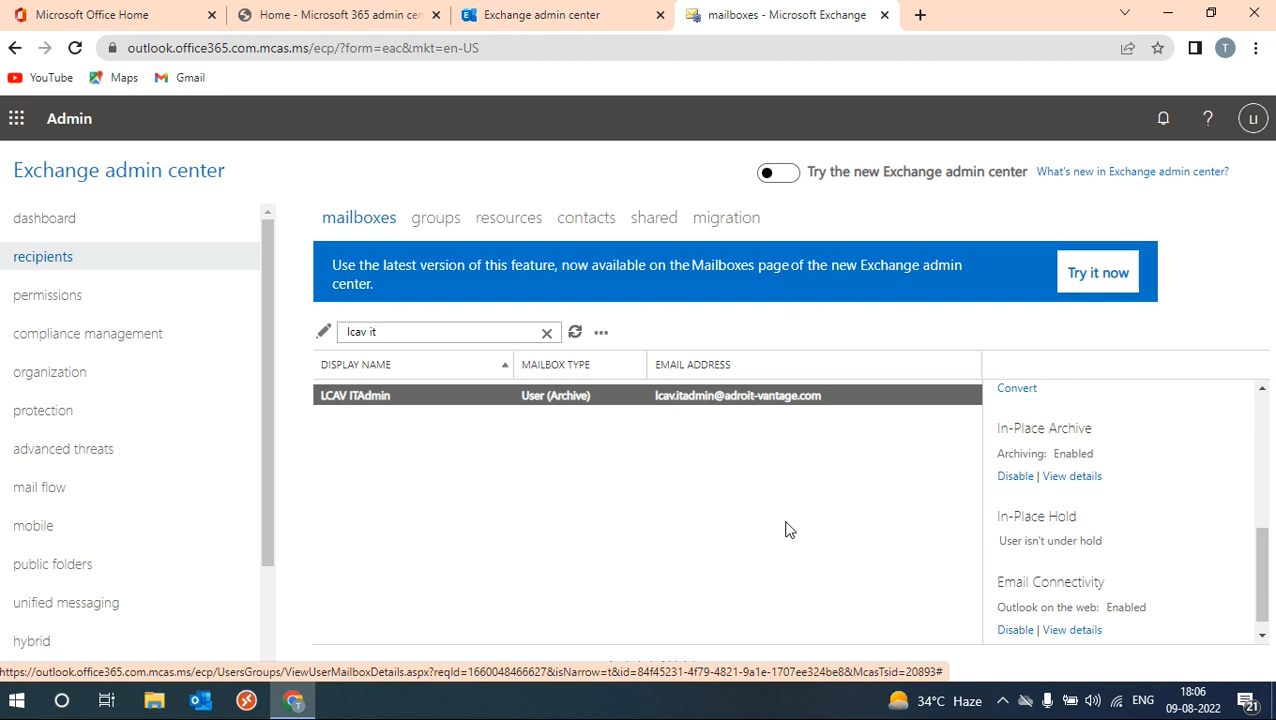 Microsoft Office Home
Home - Microsoft 365 admin cen
Exchange admin center
mailboxes - Microsoft Exchange
outlook.office365.com.mcas.ms/ecp/?form=eac&mkt=en-US
T
YouTube
Maps
Gmail
Admin
?
LI
Exchange admin center
Try the new Exchange admin center
What's new in Exchange admin center?
dashboard
recipients
permissions
compliance management
organization
protection
advanced threats
mail flow
mobile
public folders
unified messaging
hybrid
mailboxes groups resources contacts shared migration
Use the latest version of this feature, now available on the Mailboxes page of the new Exchange admin
center.
Try it now
lcav it
DISPLAY NAME MAILBOX TYPE EMAIL ADDRESS
LCAV ITAdmin User (Archive) lcav.itadmin@adroit-vantage.com
Convert
In-Place Archive
Archiving: Enabled
Disable | View details
In-Place Hold
User isn't under hold
Email Connectivity
Outlook on the web: Enabled
Disable | View details
https://outlook.office365.com.mcas.ms/ecp/UsersGroups/ViewUserMailboxDetails.aspx?reqId=1660048466627&isNarrow=t&id=84f45231-4f79-4821-9a1e-1707ee324be8&McasTsid=20893#
T
34°C Haze
ENG
18:06
09-08-2022
21